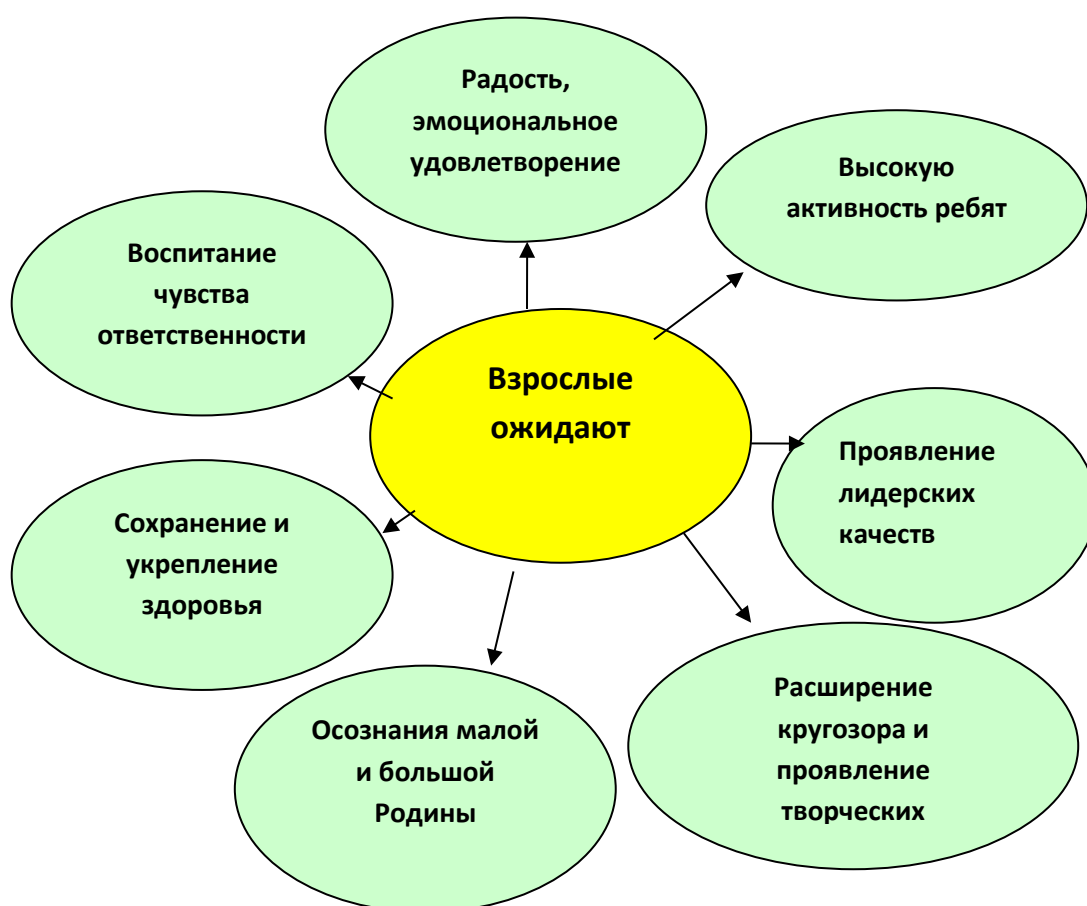 Радость,
эмоциональное
удовлетворение
Высокую
активность ребят
Воспитание
чувства
ответственности
Взрослые
ожидают
Проявление
лидерских
качеств
Сохранение и
укрепление
здоровья
Расширение
кругозора и
проявление
творческих
Осознания малой
и большой
Родины